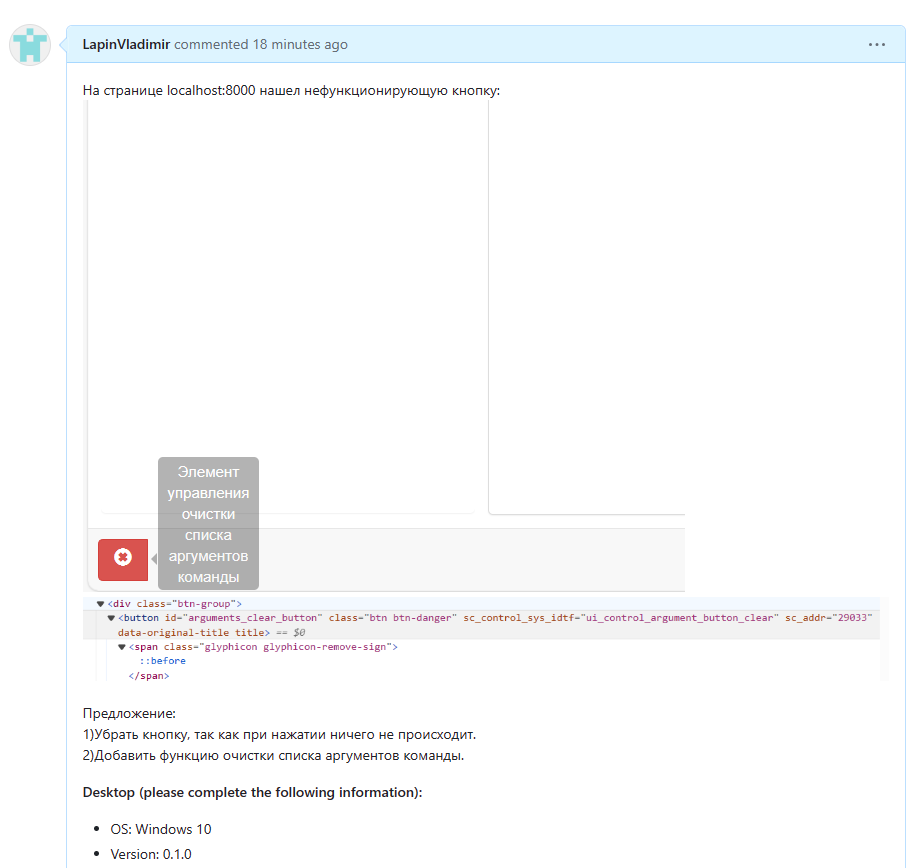 LapinVladimir commented 18 minutes ago
На странице localhost:8000 нашел нефункционирующую кнопку:
Элемент
управления
очистки
списка
аргументов
команды
<div class="btn-group">
<button id="arguments_clear_button" class="btn btn-danger" sc_control_sys_idtf="ui_control_argument_button_clear" sc_addr="29033"
data-original-title title> == $0
<span class="glyphicon glyphicon-remove-sign">
::before
</span>
Предложение:
1)Убрать кнопку, так как при нажатии ничего не происходит.
2)Добавить функцию очистки списка аргументов команды.
Desktop (please complete the following information):
• OS: Windows 10
• Version: 0.1.0